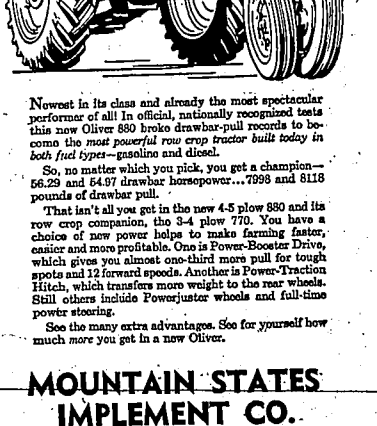 Newest in its class and already the most spectacular
performer of all! In official, nationally recognized tests
this new Oliver 880 broke drawbar-pull records to be-
come the most powerful row crop tractor built today in
both fuel types—gasoline and diesel.
So, no matter which you pick, you get a champion—
56.29 and 54.97 drawbar horsepower...7998 and 8118
pounds of drawbar pull.
That isn't all you get in the new 4-5 plow 880 and its
row crop companion, the 3-4 plow 770. You have a
choice of new power helps to make farming faster,
easier and more profitable. One is Power-Booster Drive,
which gives you almost one-third more pull for tough
spots and 12 forward speeds. Another is Power-Traction
Hitch, which transfers more weight to the rear wheels.
Still others include Powerjuster wheels and full-time
power steering.
See the many extra advantages. See for yourself how
much more you get in a new Oliver.
MOUNTAIN STATES
IMPLEMENT CO.